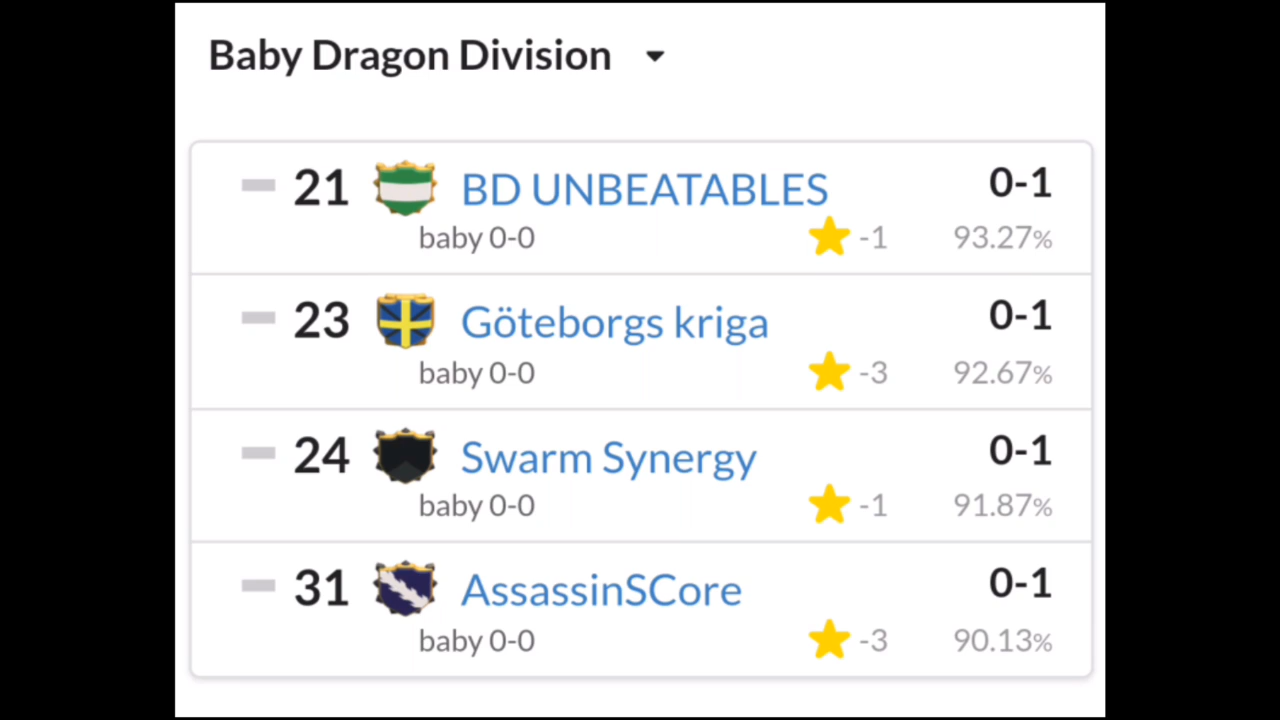 Baby Dragon Division
21 BD UNBEATABLES 0-1
baby 0-0 -1 93.27%
23 Göteborgs kriga 0-1
baby 0-0 -3 92.67%
24 Swarm Synergy 0-1
baby 0-0 -1 91.87%
31 AssassinSCore 0-1
baby 0-0 -3 90.13%